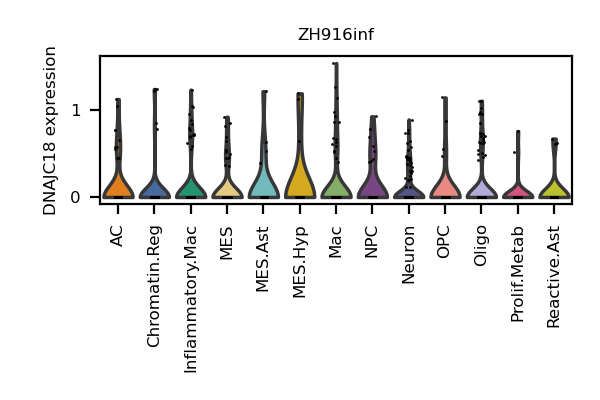 ZH916inf
DNAJC18 expression
1
0
AC
Chromatin.Reg
Inflammatory.Mac
MES
MES.Ast
MES.Hyp
Mac
NPC
Neuron
OPC
Oligo
Prolif.Metab
Reactive.Ast